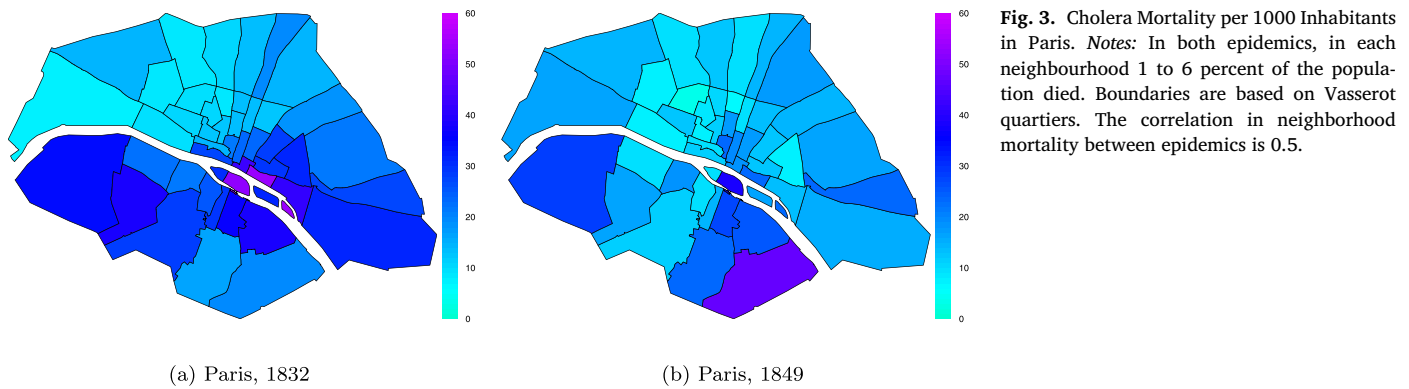 60
50
40
30
20
10
0
(a) Paris, 1832
60
50
40
30
20
10
0
(b) Paris, 1849
Fig. 3. Cholera Mortality per 1000 Inhabitants
in Paris. Notes: In both epidemics, in each
neighbourhood 1 to 6 percent of the popula-
tion died. Boundaries are based on Vasserot
quartiers. The correlation in neighborhood
mortality between epidemics is 0.5.